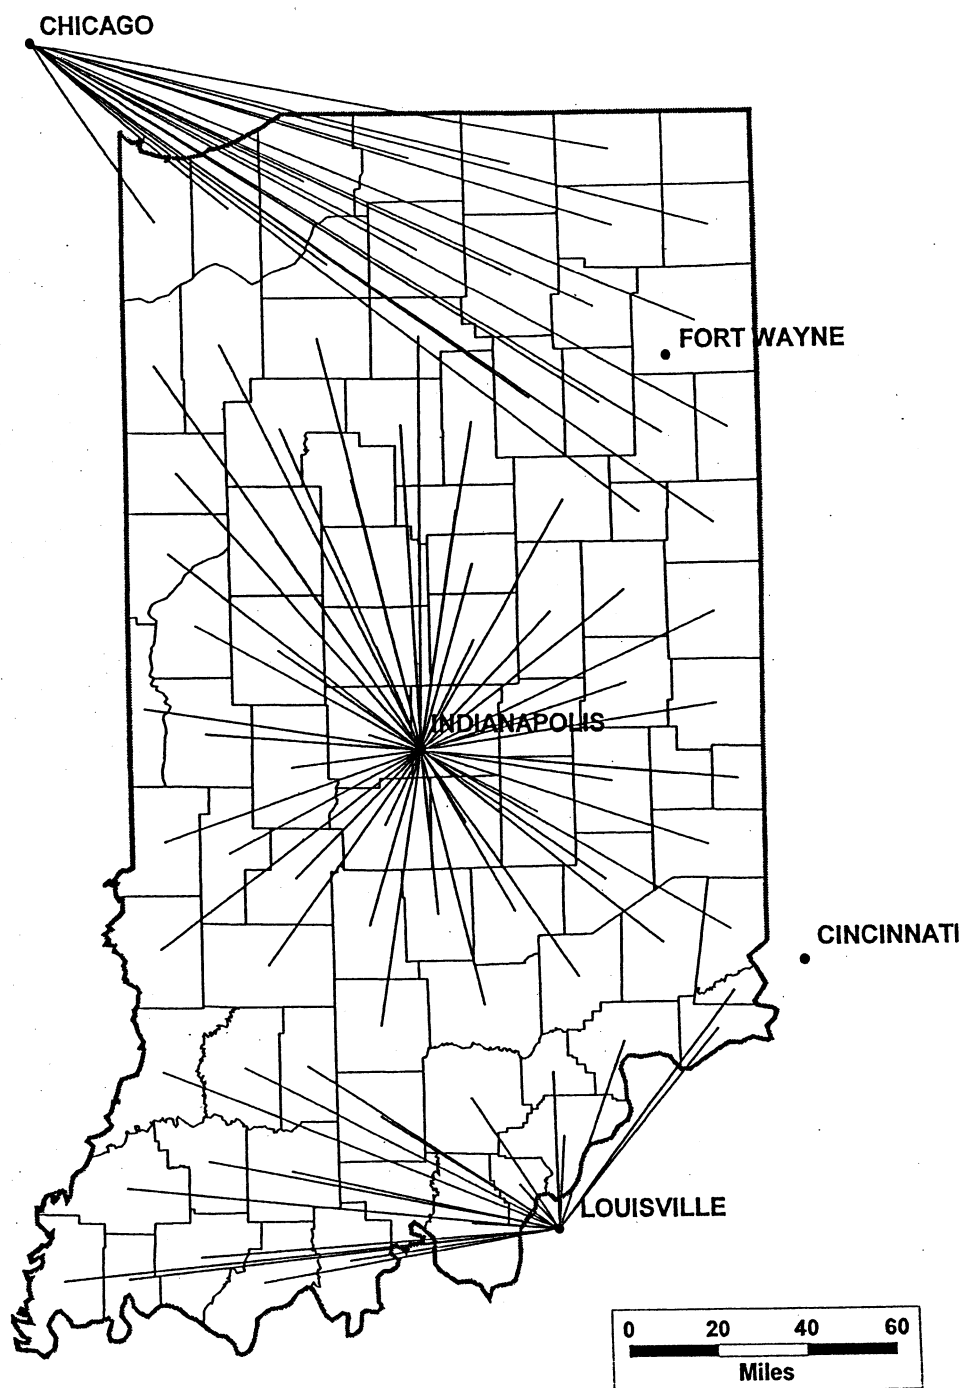 CHICAGO
FORT WAYNE
INDIANAPOLIS
CINCINNATI
LOUISVILLE
0 20 40 60
Miles